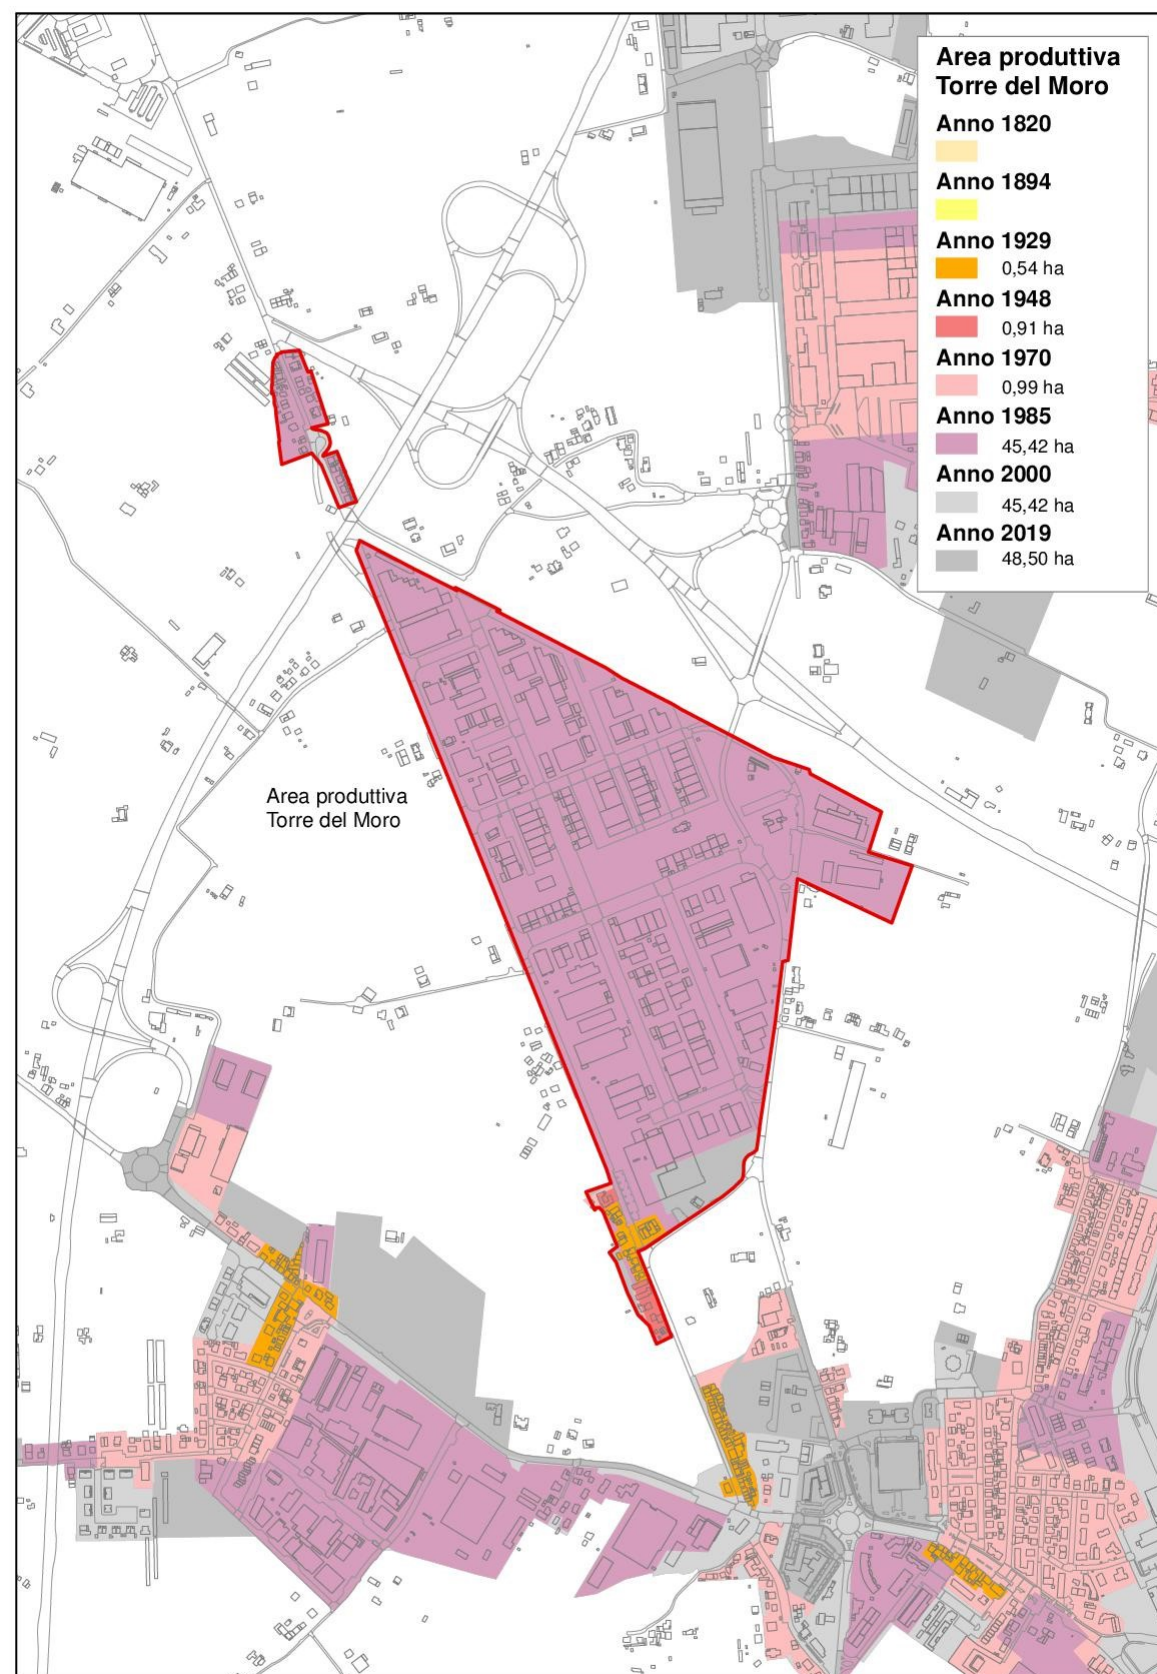 Area produttiva
Torre del Moro
Anno 1820
Anno 1894
Anno 1929
0,54 ha
Anno 1948
0,91 ha
Anno 1970
0,99 ha
Anno 1985
45,42 ha
Anno 2000
45,42 ha
Anno 2019
48,50 ha
Area produttiva
Torre del Moro